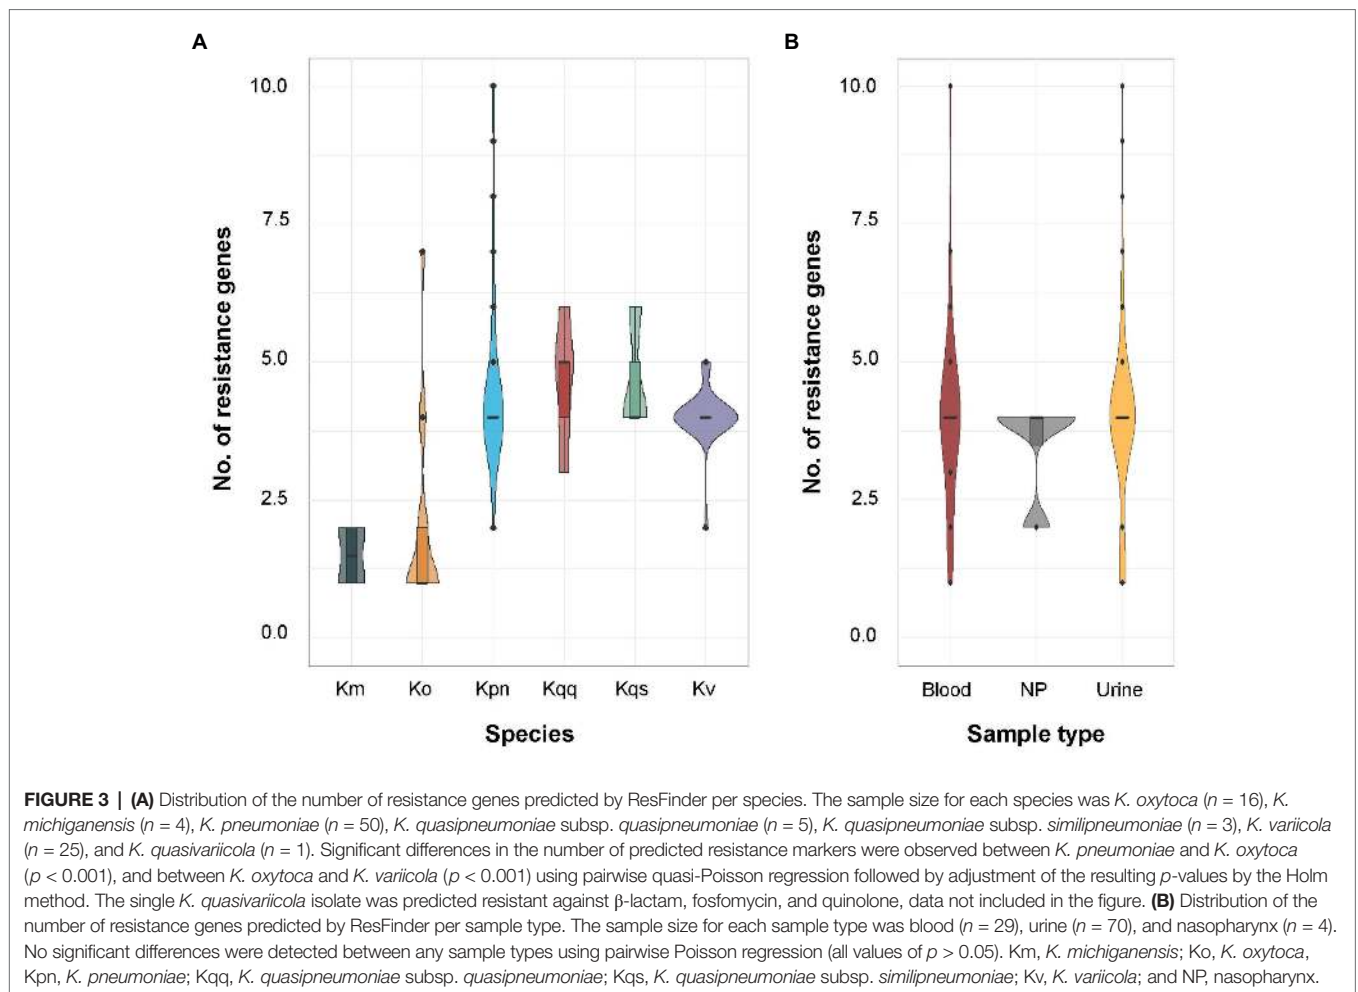 A
B
10.0
7.5
5.0
2.5
0.0
No. of resistance genes
Km Ko Kpn Kqq Kqs Kv
Species
10.0
7.5
5.0
2.5
0.0
No. of resistance genes
Blood NP Urine
Sample type
FIGURE 3 | (A) Distribution of the number of resistance genes predicted by ResFinder per species. The sample size for each species was K. oxytoca (n = 16), K.
michiganensis (n = 4), K. pneumoniae (n = 50), K. quasipneumoniae subsp. quasipneumoniae (n = 5), K. quasipneumoniae subsp. similipneumoniae (n = 3), K. variicola
(n = 25), and K. quasivariicola (n = 1). Significant differences in the number of predicted resistance markers were observed between K. pneumoniae and K. oxytoca
(p < 0.001), and between K. oxytoca and K. variicola (p < 0.001) using pairwise quasi-Poisson regression followed by adjustment of the resulting p-values by the Holm
method. The single K. quasivariicola isolate was predicted resistant against β-lactam, fosfomycin, and quinolone, data not included in the figure. (B) Distribution of the
number of resistance genes predicted by ResFinder per sample type. The sample size for each sample type was blood (n = 29), urine (n = 70), and nasopharynx (n = 4).
No significant differences were detected between any sample types using pairwise Poisson regression (all values of p > 0.05). Km, K. michiganensis; Ko, K. oxytoca,
Kpn, K. pneumoniae; Kqq, K. quasipneumoniae subsp. quasipneumoniae; Kqs, K. quasipneumoniae subsp. similipneumoniae; Kv, K. variicola; and NP, nasopharynx.